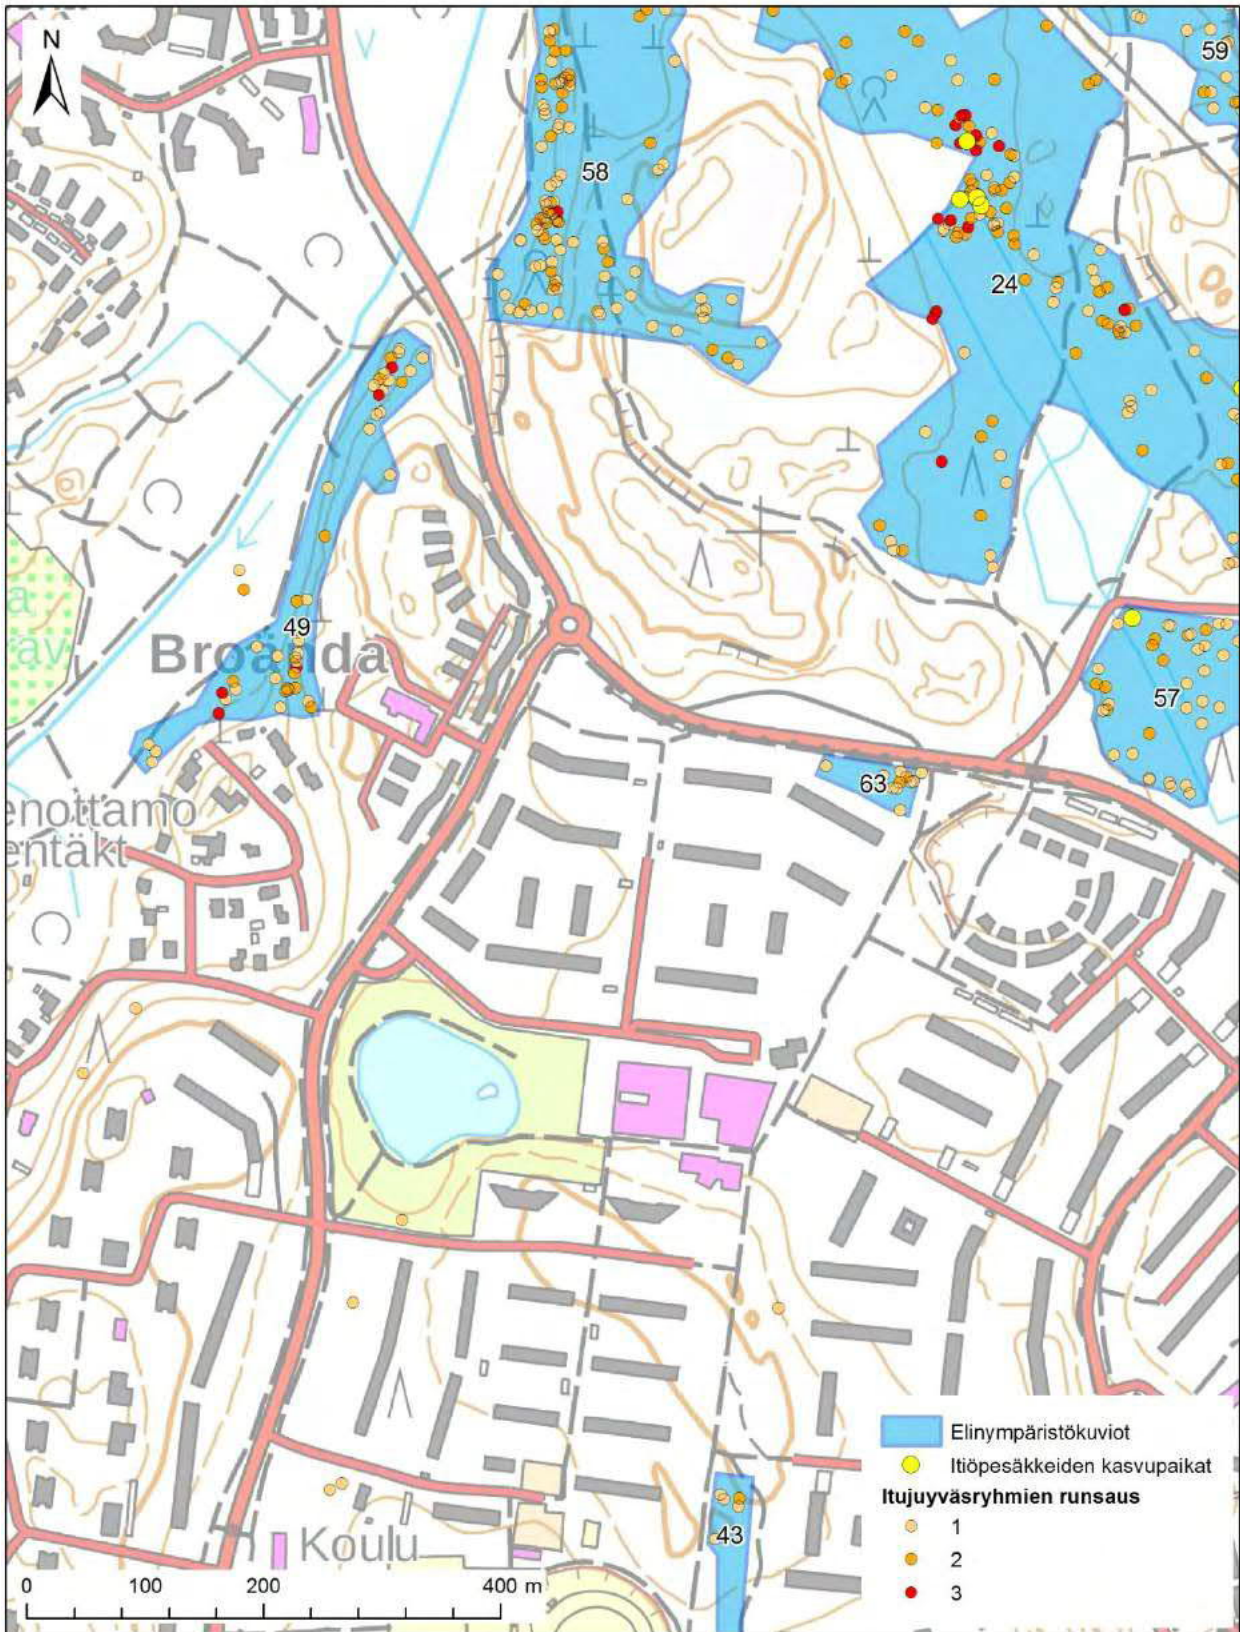 N
59
58
24
49
Broända
57
63
enottamo
entäkt
43
Koulu
Elinympäristökuviot
Itiöpesäkkeiden kasvupaikat
Itujuyväsryhmien runsaus
1
2
3
0 100 200 400 m